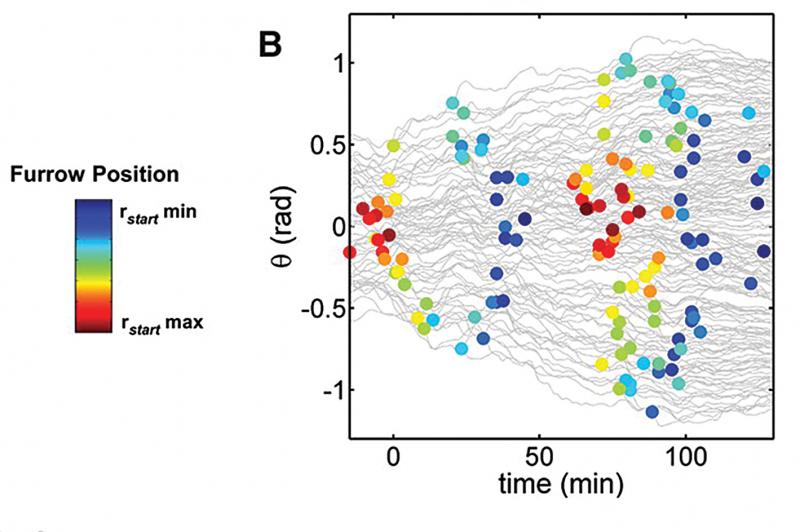 B
Furrow Position
r_start min
r_start max
1
0.5
0
-0.5
-1
θ (rad)
0 50 100
time (min)